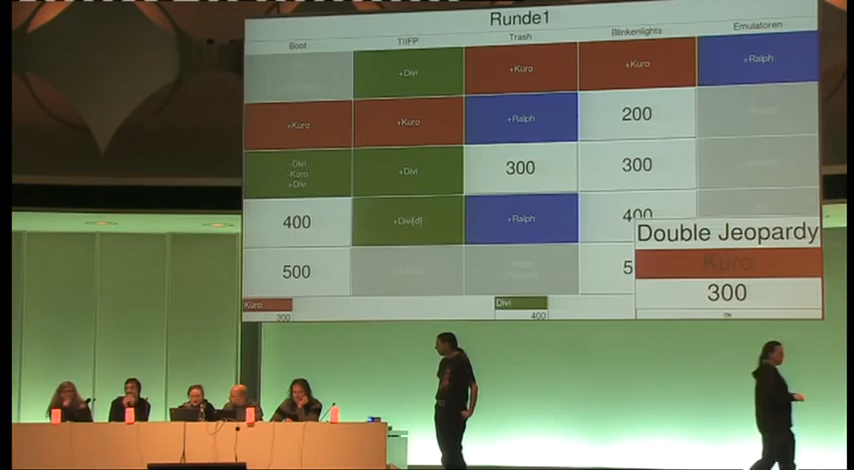 Runde1
Boot TIIFP Trash Blinkenlights Emulatoren
+Divi +Kuro +Kuro +Ralph
+Kuro +Kuro +Ralph 200
-Divi
-Kuro
+Divi
+Divi 300 300
400 +Divi(d) +Ralph 400
500 5
Double Jeopardy
Kuro
300
Ok
Kuro Divi
300 400